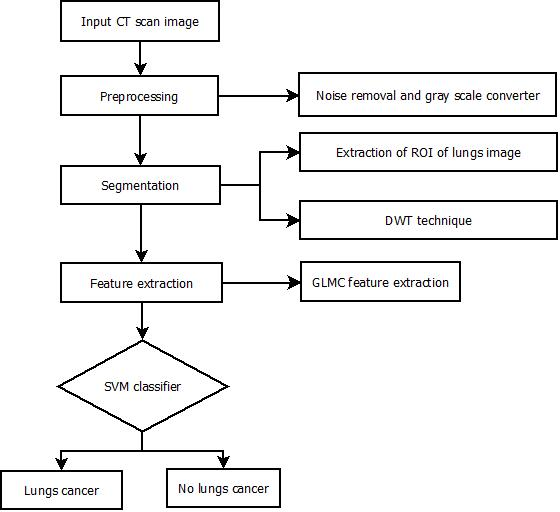 Input CT scan image
Preprocessing
Noise removal and gray scale converter
Extraction of ROI of lungs image
Segmentation
DWT technique
Feature extraction
GLMC feature extraction
SVM classifier
Lungs cancer
No lungs cancer